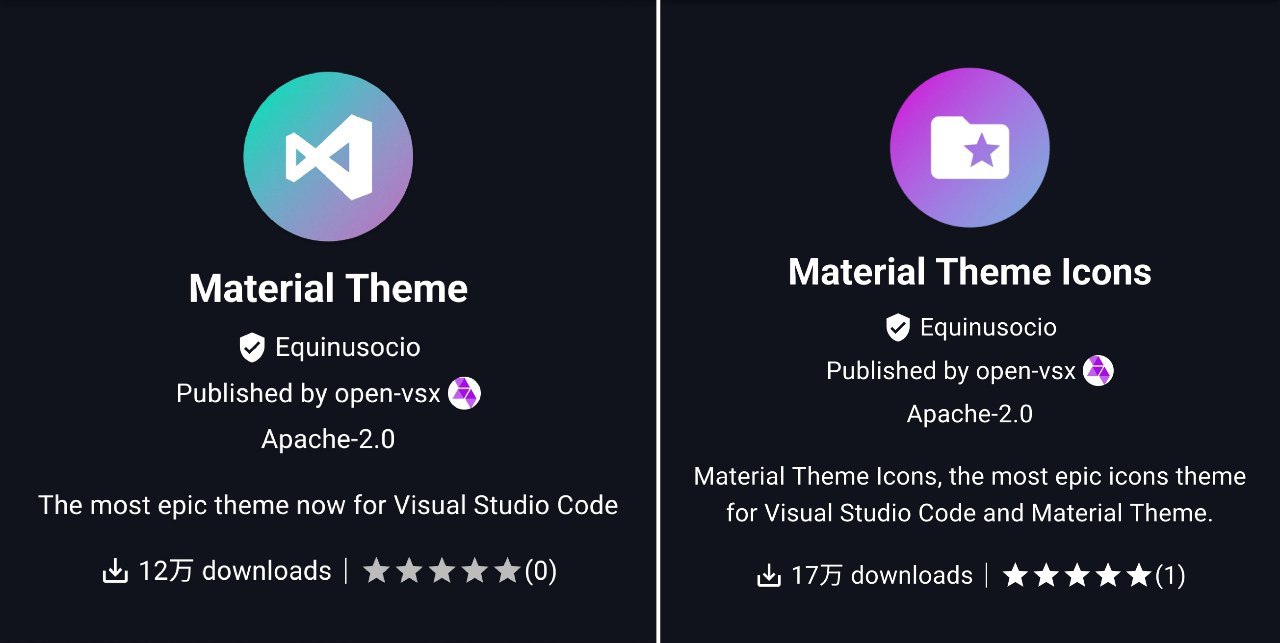 Material Theme
Equinusocio
Published by open-vsx
Apache-2.0
The most epic theme now for Visual Studio Code
12万 downloads | (0)
Material Theme Icons
Equinusocio
Published by open-vsx
Apache-2.0
Material Theme Icons, the most epic icons theme
for Visual Studio Code and Material Theme.
17万 downloads | (1)